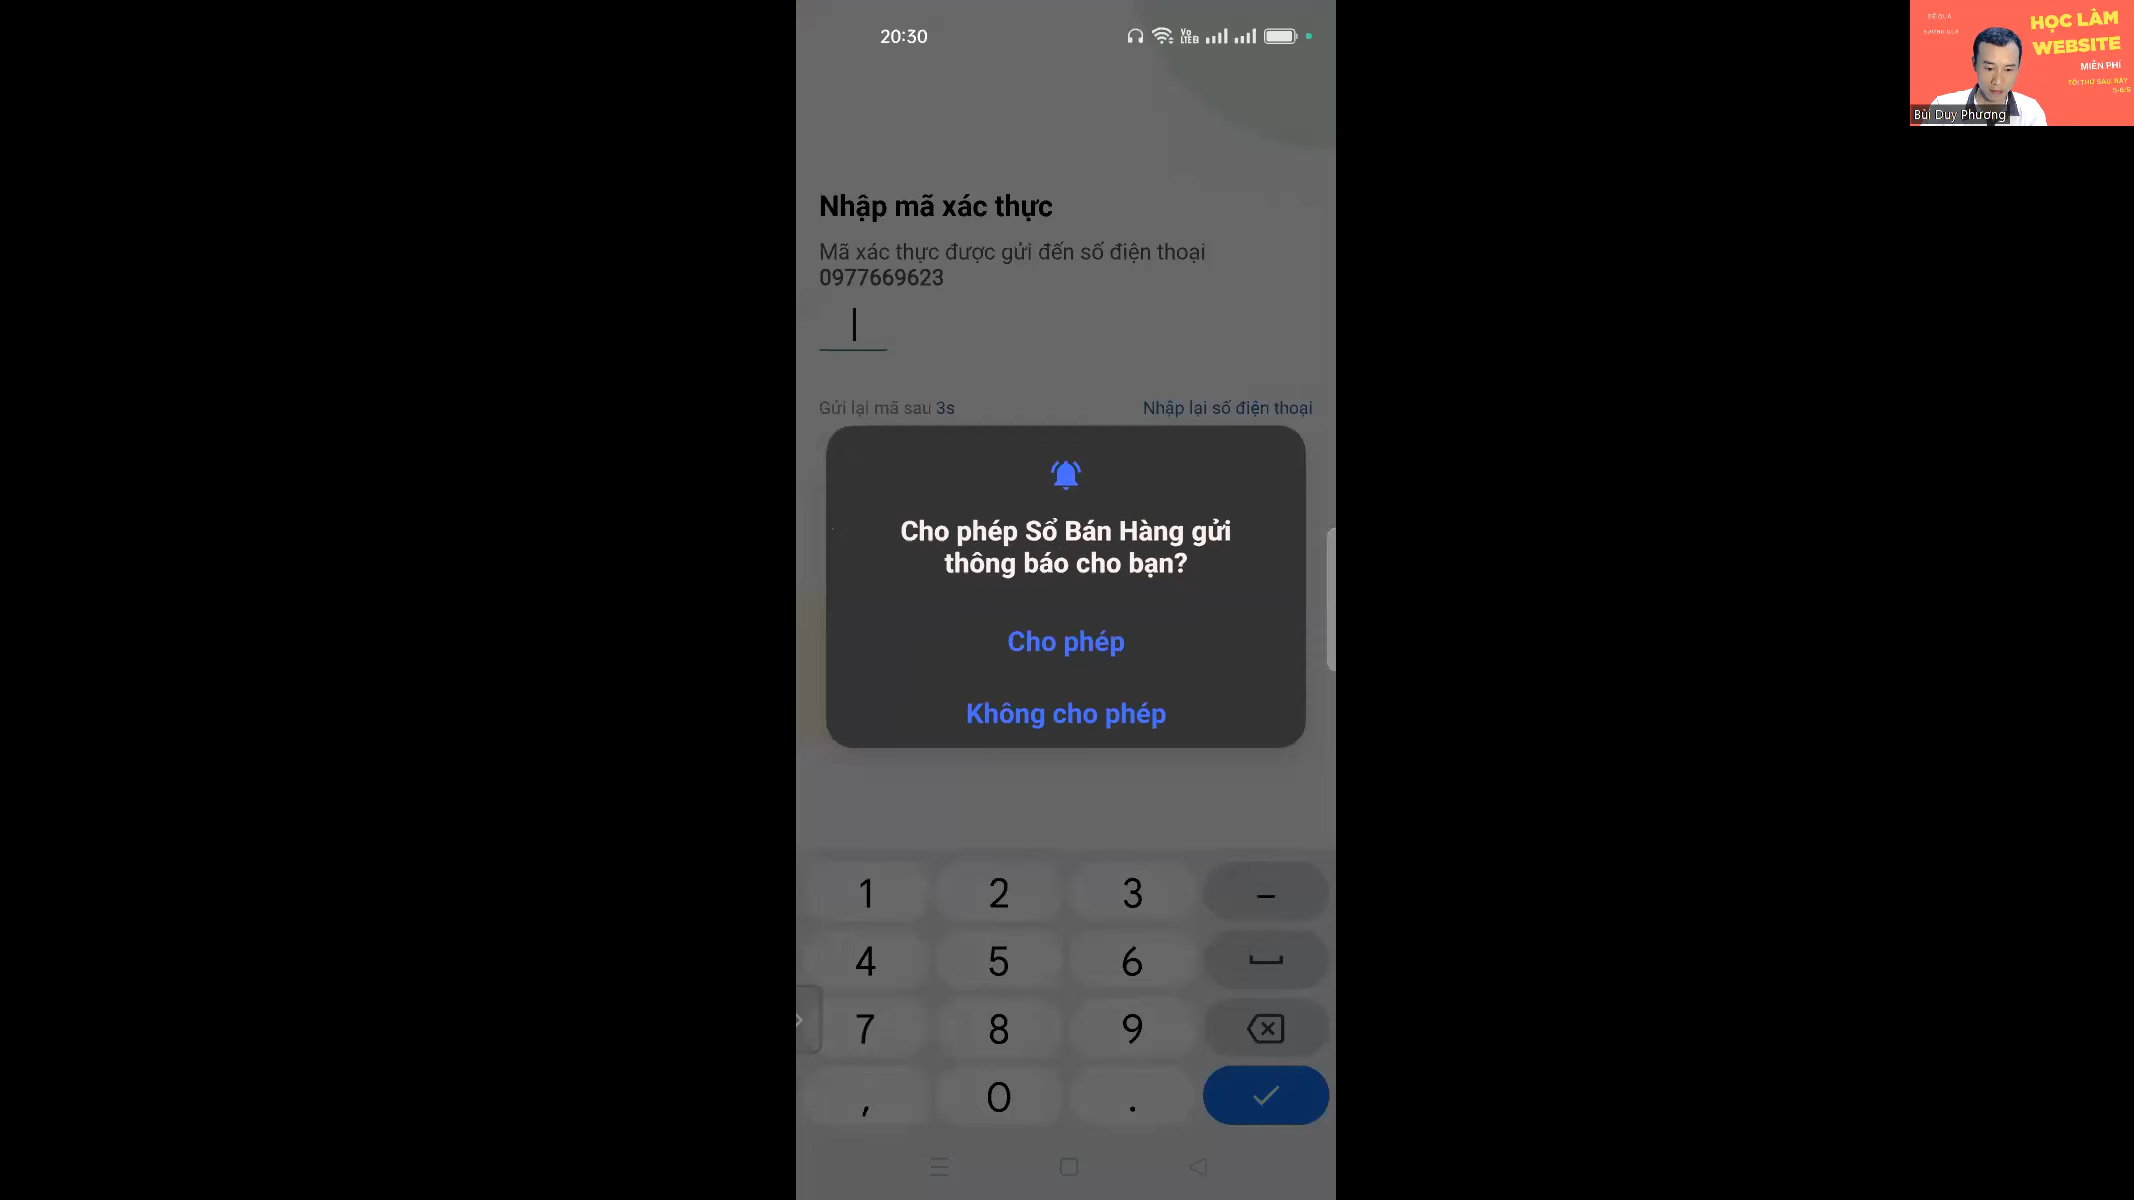 20:30
Vo
LTE
Nhập mã xác thực
Mã xác thực được gửi đến số điện thoại
0977669623
Gửi lại mã sau 3s
Nhập lại số điện thoại
Cho phép Sổ Bán Hàng gửi
thông báo cho bạn?
Cho phép
Không cho phép
1 2 3 –
4 5 6
7 8 9
, 0 .
HỌC LÀM
WEBSITE
MIỄN PHÍ
Bùi Duy Phương